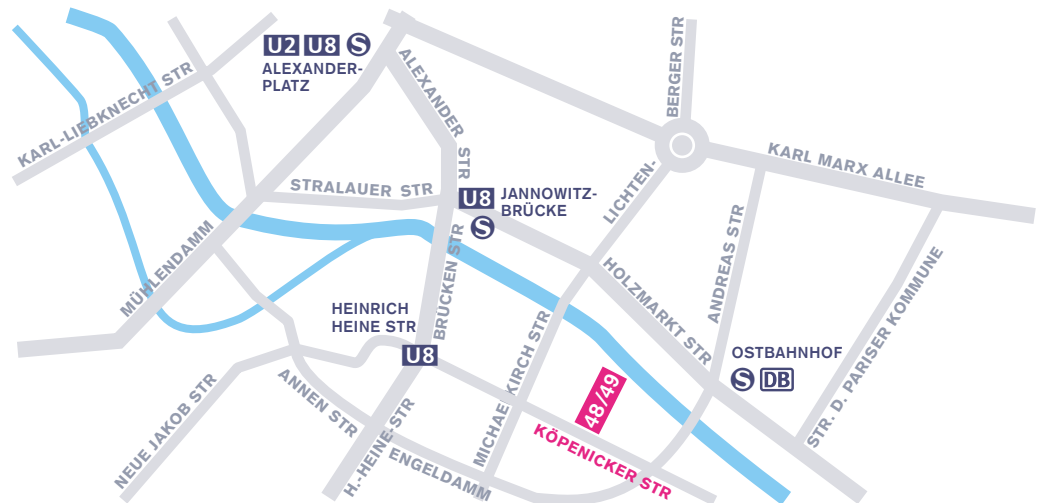 U2 U8 S
ALEXANDER-
PLATZ
KARL-LIEBKNECHT STR
ALEXANDER STR
BERGER STR
KARL MARX ALLEE
STRALAUER STR
U8 JANNOWITZ-
BRÜCKE
S
LICHTEN-
MÜHLENDAMM
BRÜCKEN STR
ANDREAS STR
HOLZMARKT STR
STR. D. PARISER KOMMUNE
HEINRICH
HEINE STR
U8
MICHAELKIRCH STR
OSTBAHNHOF
S DB
48/49
KÖPENICKER STR
NEUE JAKOB STR
ANNEN STR
H.-HEINE-STR
ENGELDAMM